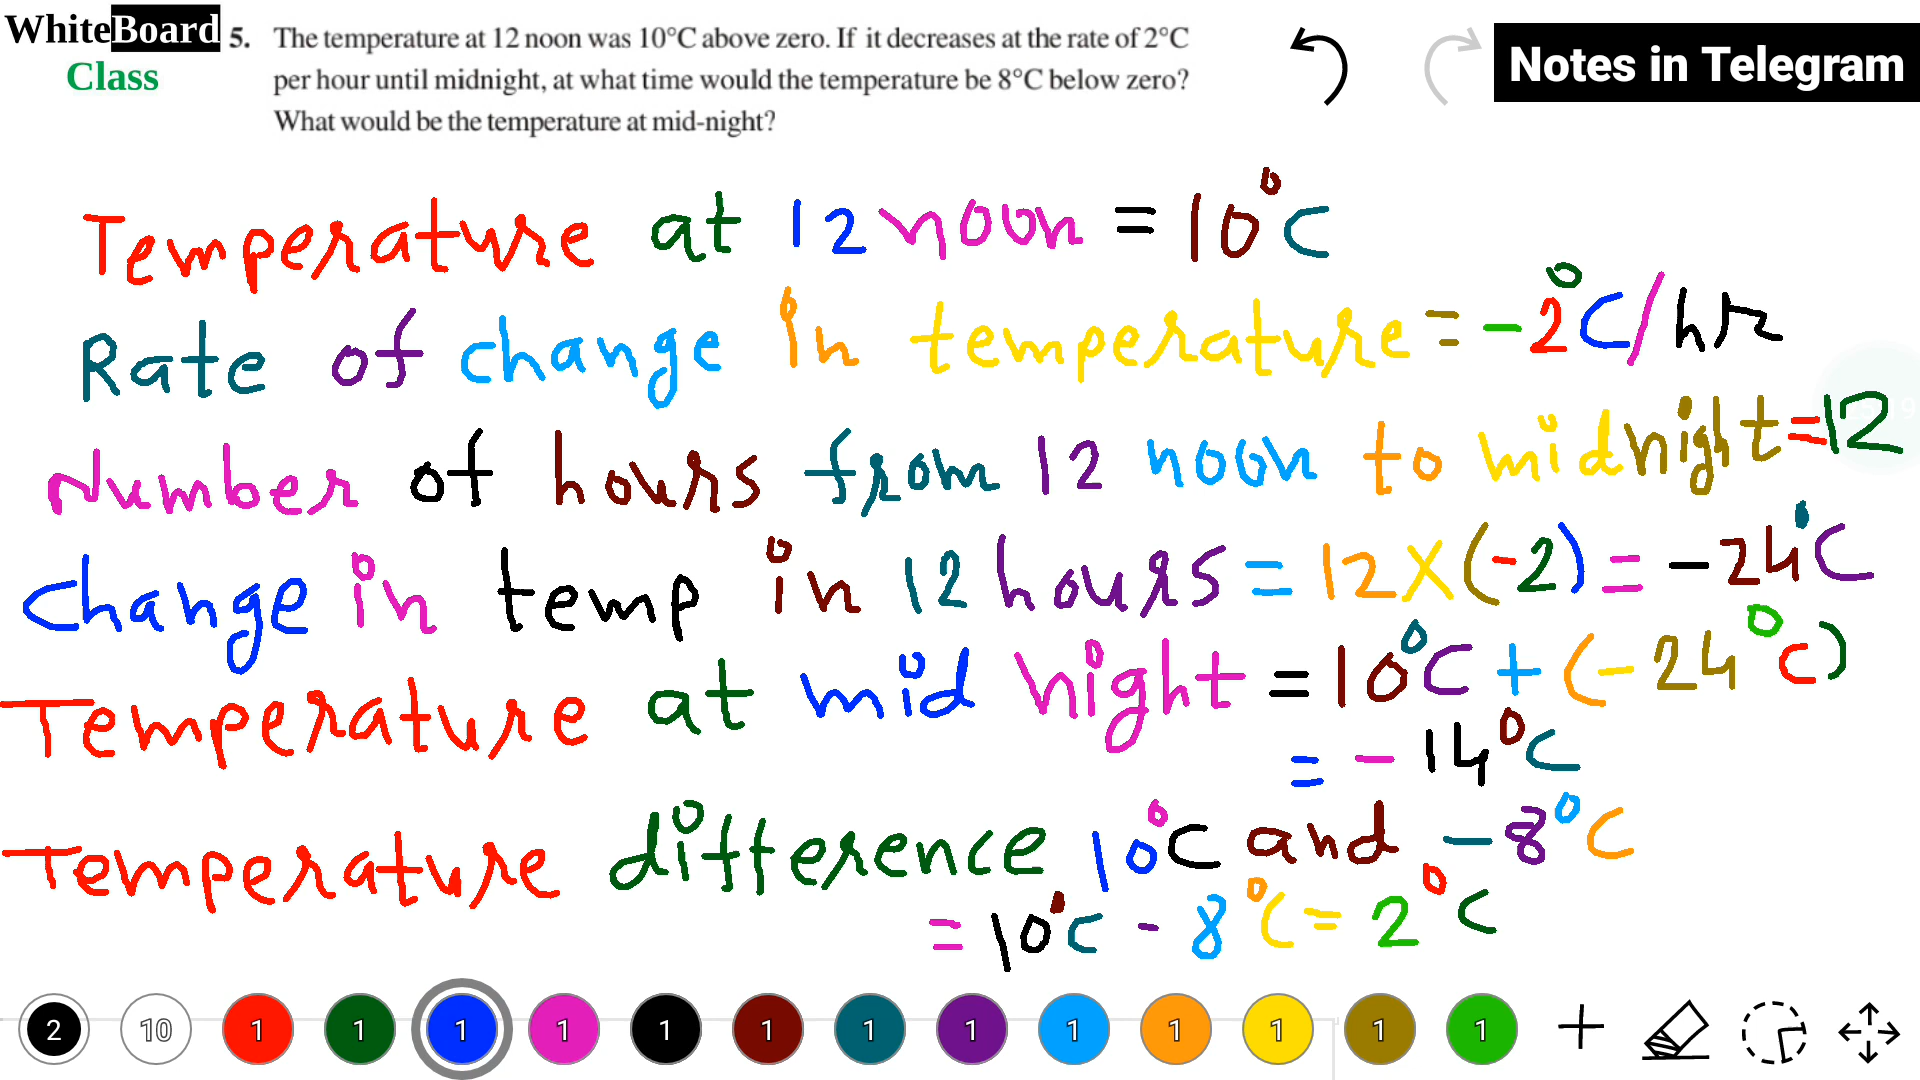 WhiteBoard
Class
5. The temperature at 12 noon was 10°C above zero. If it decreases at the rate of 2°C
per hour until midnight, at what time would the temperature be 8°C below zero?
What would be the temperature at mid-night?
Notes in Telegram
Temperature at 12 noon = 10°C
Rate of change in temperature = -2°C/hr
Number of hours from 12 noon to midnight = 12
Change in temp in 12 hours = 12 x (-2) = -24°C
Temperature at mid night = 10°C + (-24°C)
= -14°C
Temperature difference 10°C and -8°C
= 10°C - 8°C = 2°C
2 10 1 1 1 1 1 1 1 1 1 1 1 1 1